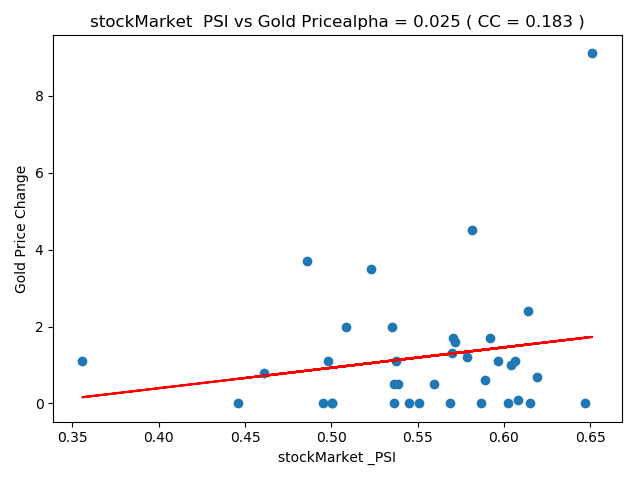 stockMarket  PSI vs Gold Pricealpha = 0.025 ( CC = 0.183 )
Gold Price Change
8
6
4
2
0
0.35 0.40 0.45 0.50 0.55 0.60 0.65
stockMarket _PSI